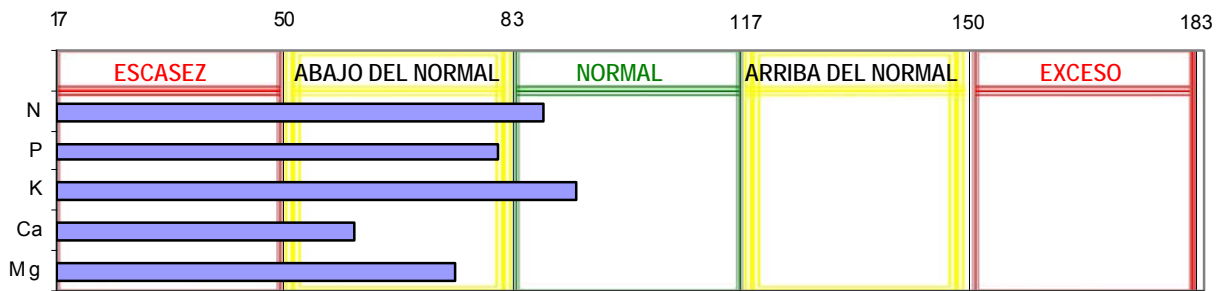 17 50 83 117 150 183
ESCASEZ ABAJO DEL NORMAL NORMAL ARRIBA DEL NORMAL EXCESO
N
P
K
Ca
Mg